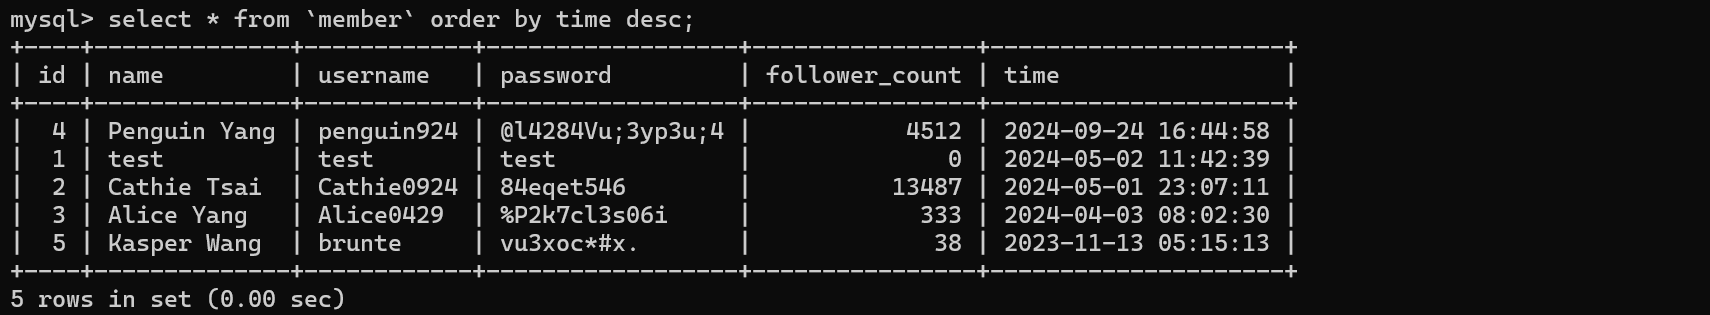 mysql> select * from `member` order by time desc;
+----+--------------+-------------+------------------+----------------+---------------------+
| id | name         | username    | password         | follower_count | time                |
+----+--------------+-------------+------------------+----------------+---------------------+
|  4 | Penguin Yang | penguin924  | @l4284Vu;3yp3u;4 |           4512 | 2024-09-24 16:44:58 |
|  1 | test         | test        | test             |              0 | 2024-05-02 11:42:39 |
|  2 | Cathie Tsai  | Cathie0924  | 84eqet546        |          13487 | 2024-05-01 23:07:11 |
|  3 | Alice Yang   | Alice0429   | %P2k7cl3s06i     |            333 | 2024-04-03 08:02:30 |
|  5 | Kasper Wang  | brunte      | vu3xoc*#x.       |             38 | 2023-11-13 05:15:13 |
+----+--------------+-------------+------------------+----------------+---------------------+
5 rows in set (0.00 sec)